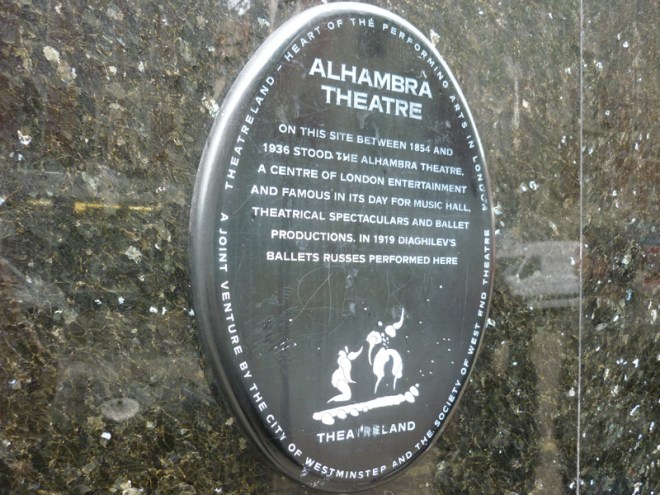 THEATRELAND - HEART OF THE PERFORMING ARTS IN LONDON
ALHAMBRA
THEATRE
ON THIS SITE BETWEEN 1854 AND
1936 STOOD THE ALHAMBRA THEATRE,
A CENTRE OF LONDON ENTERTAINMENT
AND FAMOUS IN ITS DAY FOR MUSIC HALL,
THEATRICAL SPECTACULARS AND BALLET
PRODUCTIONS. IN 1919 DIAGHILEV'S
BALLETS RUSSES PERFORMED HERE
THEATRELAND
A JOINT VENTURE BY THE CITY OF WESTMINSTER AND THE SOCIETY OF WEST END THEATRE